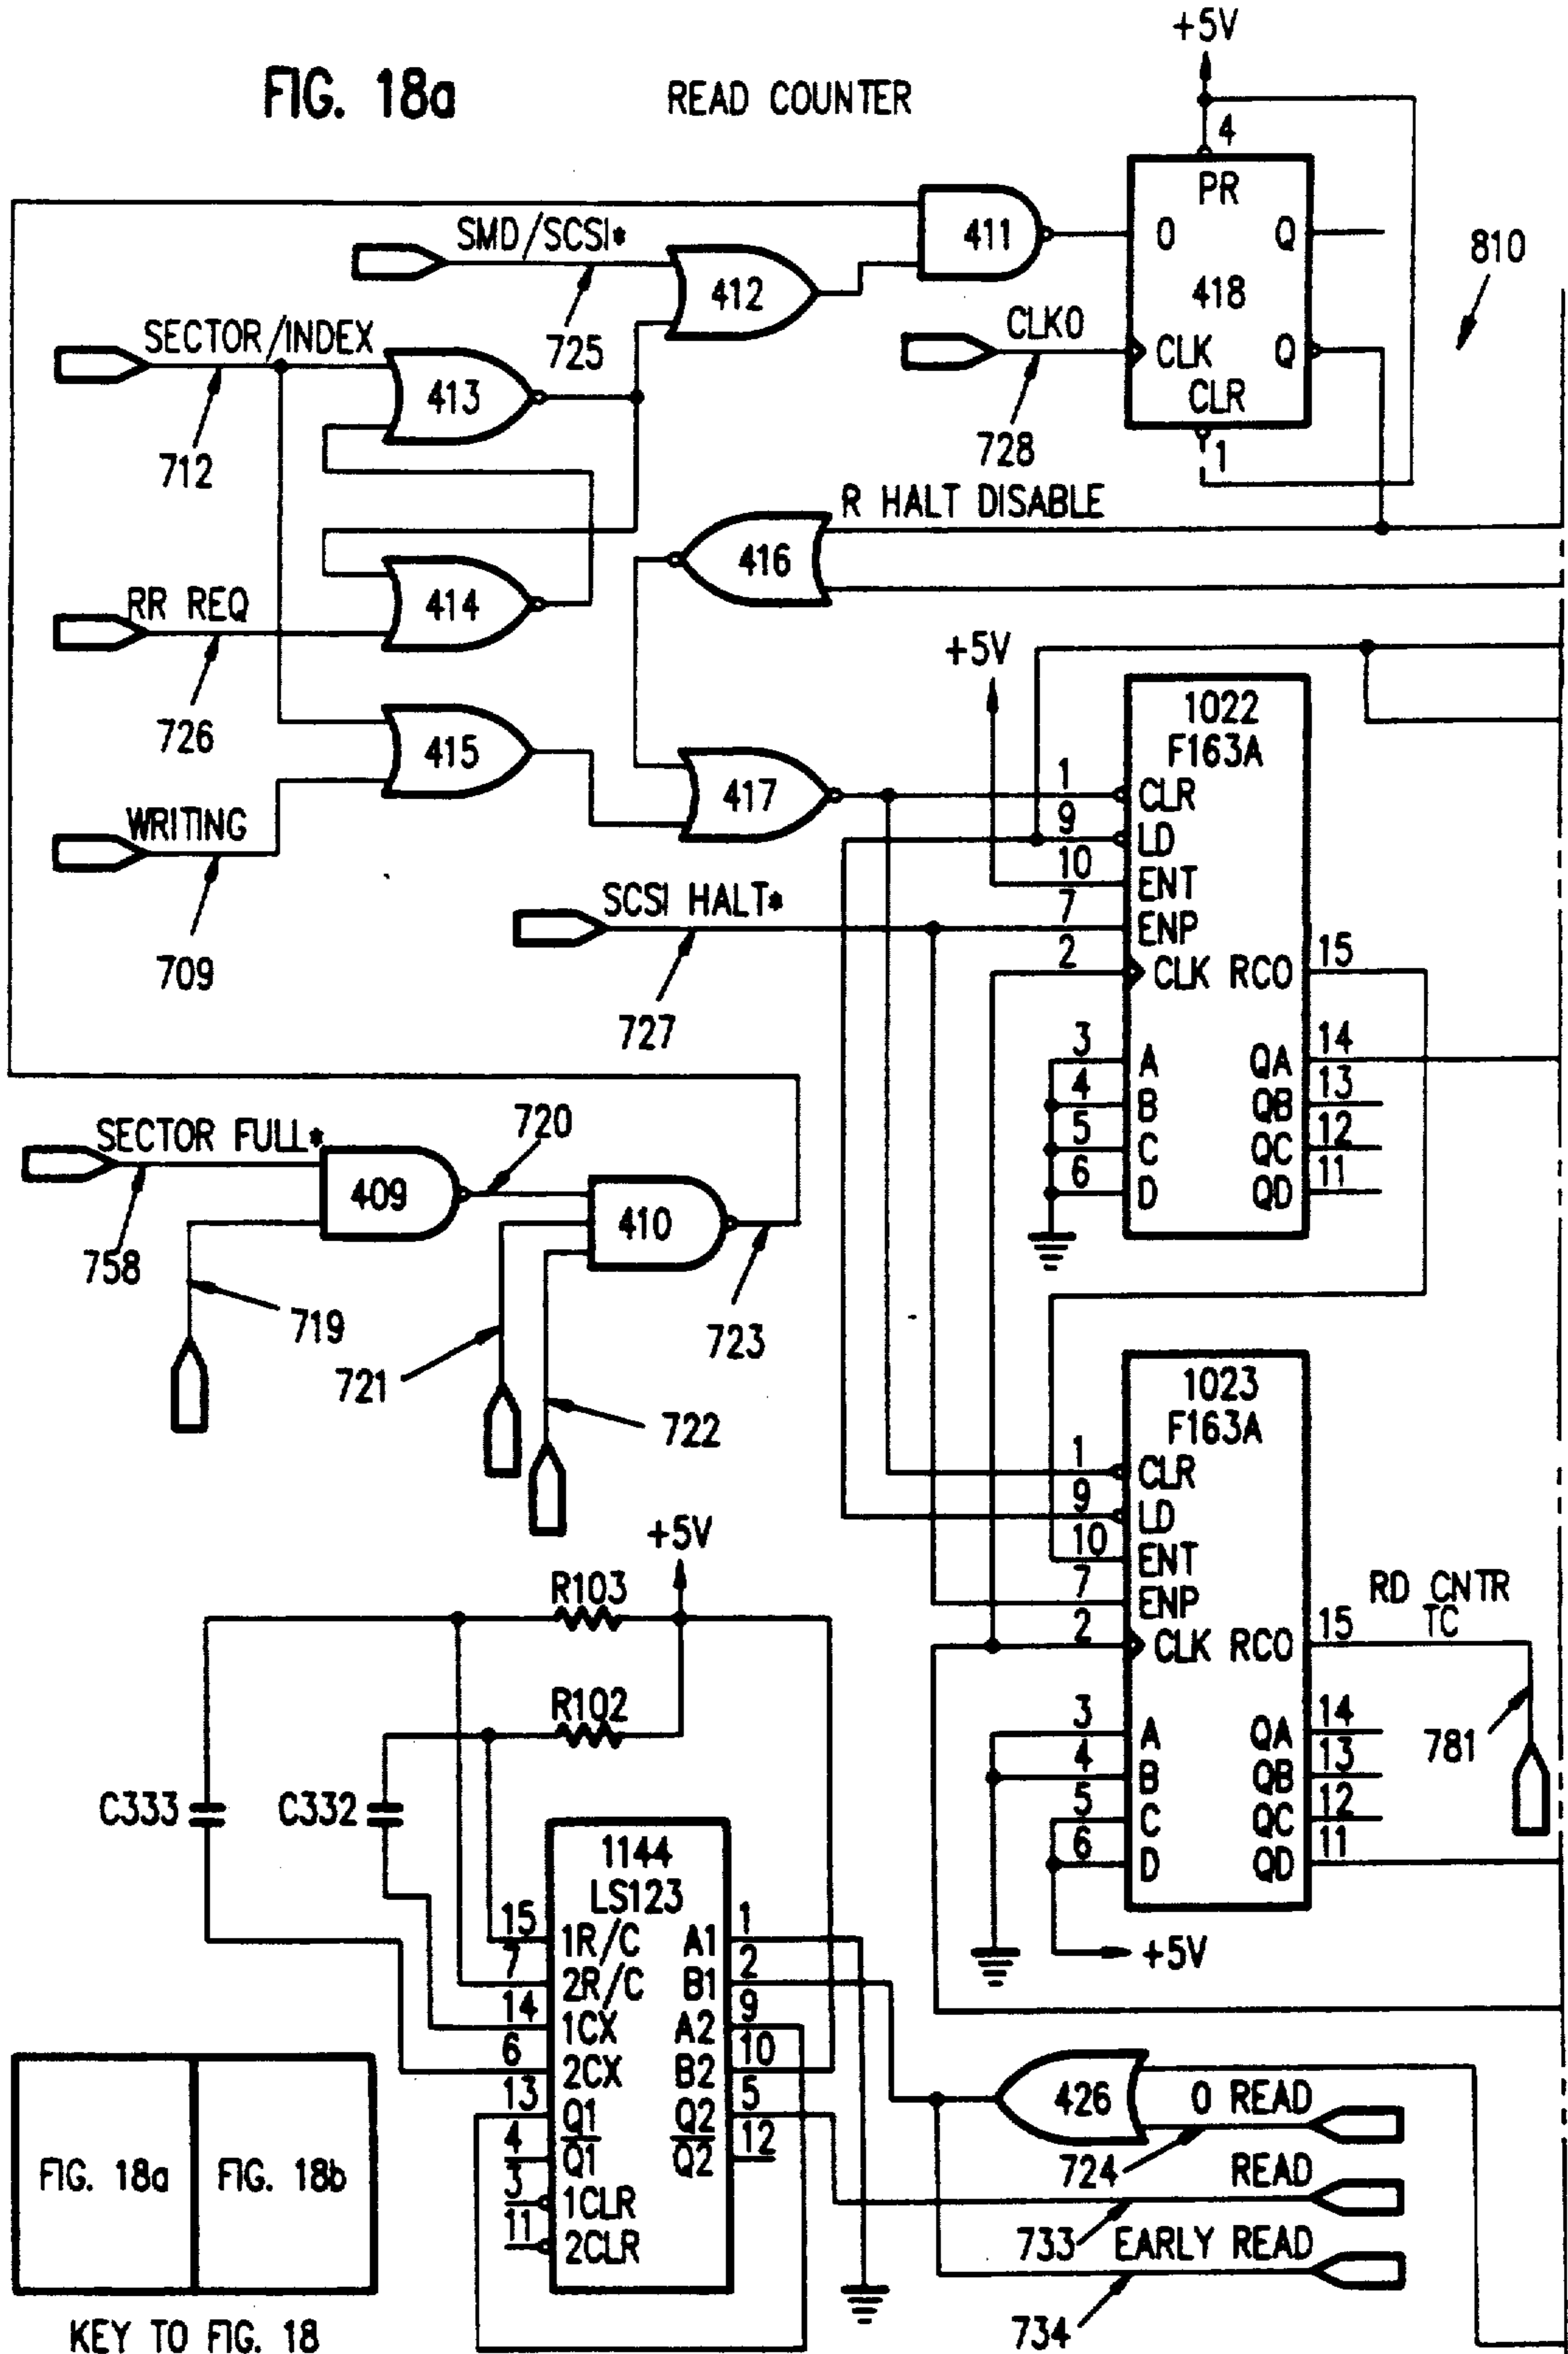 FIG. 18a
READ COUNTER
+5V
4
PR
O Q
418
CLK Q
CLR
1
810
411
SMD/SCSI*
412
725
CLKO
728
SECTOR/INDEX
413
712
R HALT DISABLE
416
414
RR REQ
726
415
417
WRITING
709
SCSI HALT*
727
+5V
1022
F163A
1 CLR
9 LD
10 ENT
7 ENP
2 CLK RCO 15
3 A QA 14
4 B QB 13
5 C QC 12
6 D QD 11
SECTOR FULL*
720
409
410
758
719
721
722
723
1023
F163A
1 CLR
9 LD
10 ENT
7 ENP
2 CLK RCO 15
RD CNTR
TC
3 A QA 14
4 B QB 13
5 C QC 12
6 D QD 11
781
+5V
+5V
R103
R102
C333
C332
1144
LS123
15 1R/C A1 1
7 2R/C B1 2
14 1CX A2 9
6 2CX B2 10
13 Q1 Q2 5
4 Q1 Q2 12
3 1CLR
11 2CLR
426
O READ
724
READ
733
EARLY READ
734
FIG. 18a FIG. 18b
KEY TO FIG. 18